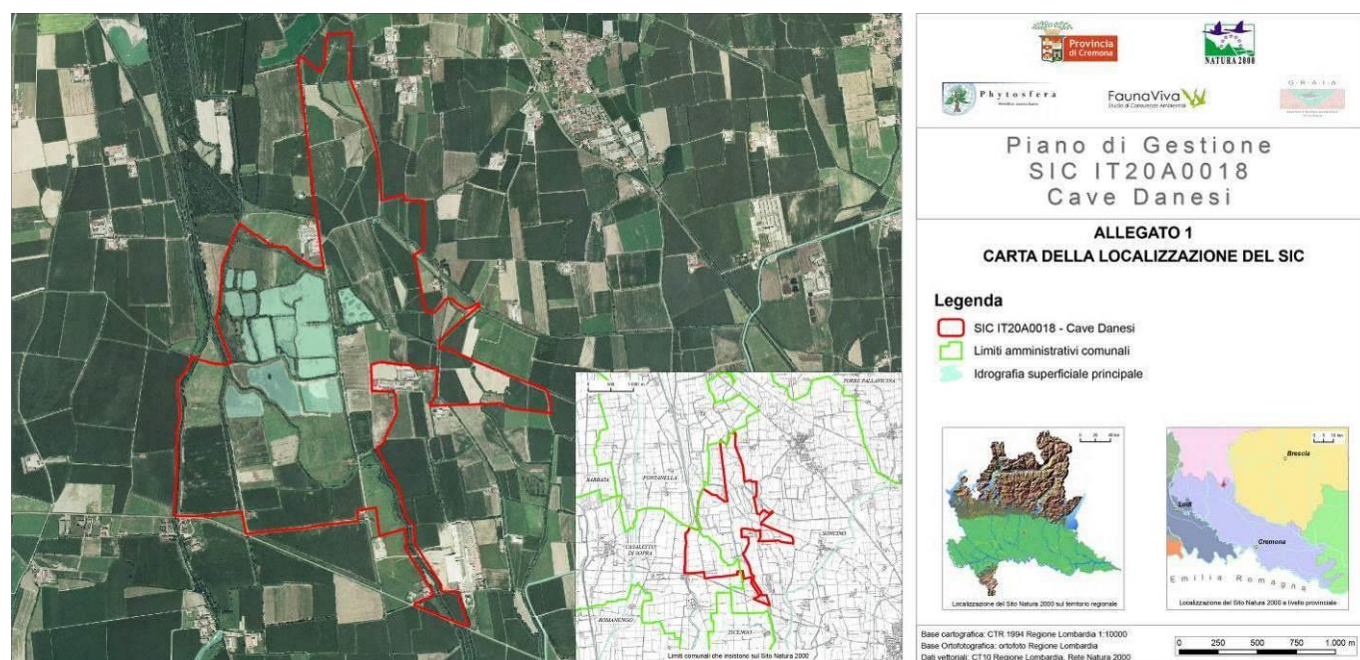 Provincia
di Cremona
NATURA 2000
Phytosfera
FaunaViva
Studio di Consulenze Ambientali
G.R.A.I.A.
Piano di Gestione
SIC IT20A0018
Cave Danesi
ALLEGATO 1
CARTA DELLA LOCALIZZAZIONE DEL SIC
Legenda
SIC IT20A0018 - Cave Danesi
Limiti amministrativi comunali
Idrografia superficiale principale
TORRE PALLAVICINA
BARBATA
FONTANELLA
CASALETTO
DI SOPRA
SONCINO
ROMANENGO
TICENGO
Limiti comunali che insistono sul Sito Natura 2000
Localizzazione del Sito Natura 2000 sul territorio regionale
Brescia
Lodi
Cremona
Emilia Romagna
Localizzazione del Sito Natura 2000 a livello provinciale
Base cartografica: CTR 1994 Regione Lombardia 1:10000
Base Ortofotografica: ortofoto Regione Lombardia
Dati vettoriali: CT10 Regione Lombardia, Rete Natura 2000
0 250 500 750 1.000 m